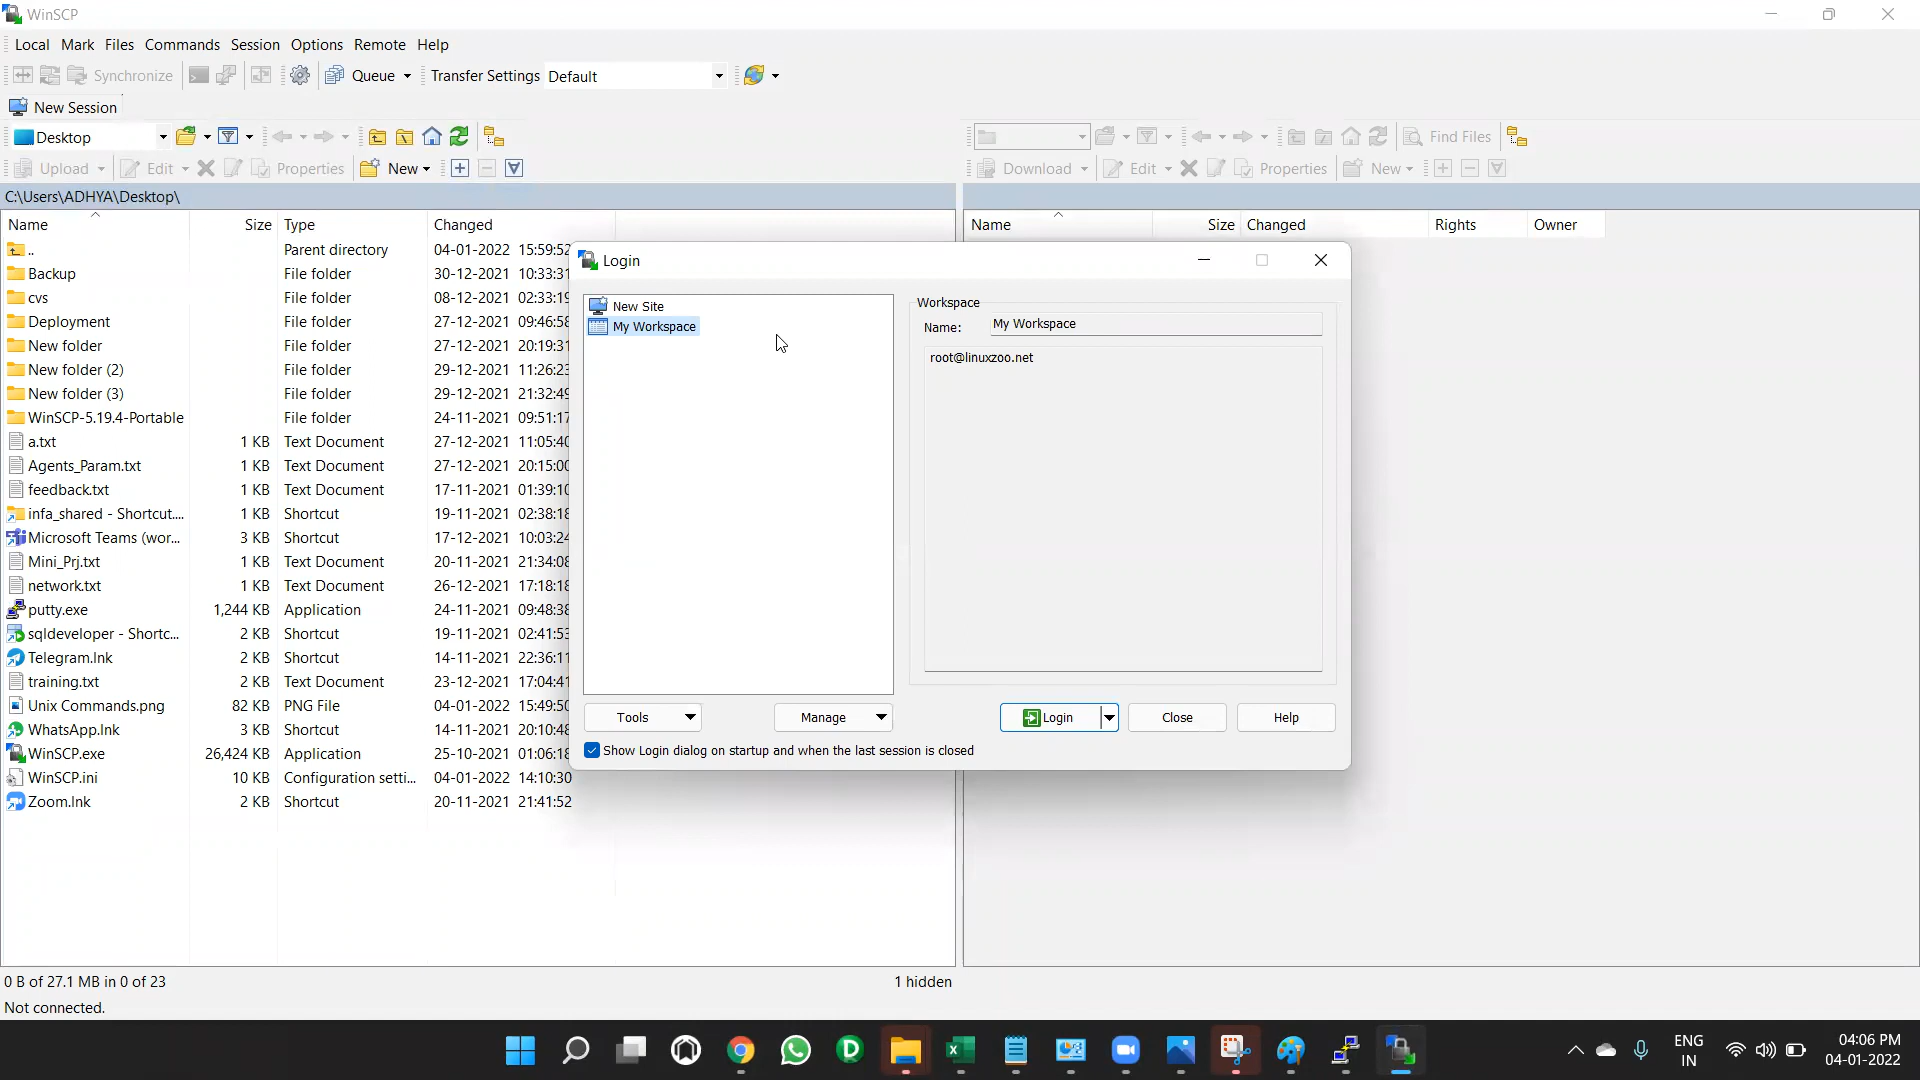 WinSCP
Local Mark Files Commands Session Options Remote Help
Synchronize Queue Transfer Settings Default
New Session
Desktop Find Files
Upload Edit Properties New Download Edit Properties New
C:\Users\ADHYA\Desktop\
Name Size Type Changed Name Size Changed Rights Owner
.. Parent directory 04-01-2022 15:59:52
Backup File folder 30-12-2021 10:33:31
cvs File folder 08-12-2021 02:33:19
Deployment File folder 27-12-2021 09:46:58
New folder File folder 27-12-2021 20:19:31
New folder (2) File folder 29-12-2021 11:26:23
New folder (3) File folder 29-12-2021 21:32:49
WinSCP-5.19.4-Portable File folder 24-11-2021 09:51:17
a.txt 1 KB Text Document 27-12-2021 11:05:40
Agents_Param.txt 1 KB Text Document 27-12-2021 20:15:00
feedback.txt 1 KB Text Document 17-11-2021 01:39:10
infa_shared - Shortcut.... 1 KB Shortcut 19-11-2021 02:38:18
Microsoft Teams (wor... 3 KB Shortcut 17-12-2021 10:03:24
Mini_Prj.txt 1 KB Text Document 20-11-2021 21:34:08
network.txt 1 KB Text Document 26-12-2021 17:18:18
putty.exe 1,244 KB Application 24-11-2021 09:48:38
sqldeveloper - Shortc... 2 KB Shortcut 19-11-2021 02:41:53
Telegram.lnk 2 KB Shortcut 14-11-2021 22:36:11
training.txt 2 KB Text Document 23-12-2021 17:04:41
Unix Commands.png 82 KB PNG File 04-01-2022 15:49:50
WhatsApp.lnk 3 KB Shortcut 14-11-2021 20:10:48
WinSCP.exe 26,424 KB Application 25-10-2021 01:06:18
WinSCP.ini 10 KB Configuration setti... 04-01-2022 14:10:30
Zoom.lnk 2 KB Shortcut 20-11-2021 21:41:52
Login
New Site
My Workspace
Workspace
Name: My Workspace
root@linuxzoo.net
Tools Manage Login Close Help
Show Login dialog on startup and when the last session is closed
0 B of 27.1 MB in 0 of 23 1 hidden
Not connected.
ENG
IN
04:06 PM
04-01-2022